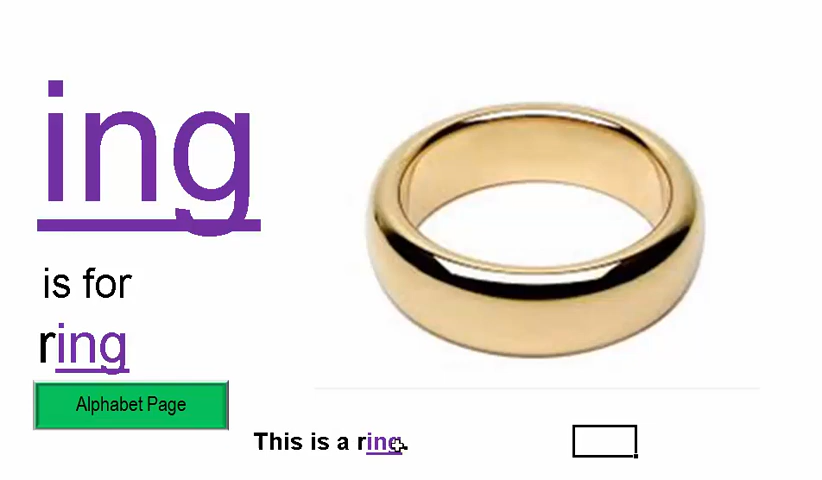 ing
is for
ring
Alphabet Page
This is a ring.